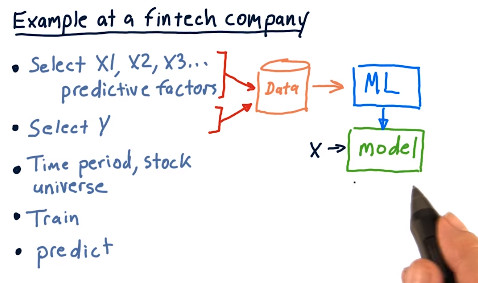 Example at a fintech company
• Select X1, X2, X3...
predictive factors
• Select Y
• Time period, stock
universe
• Train
• predict
Data
ML
X
model